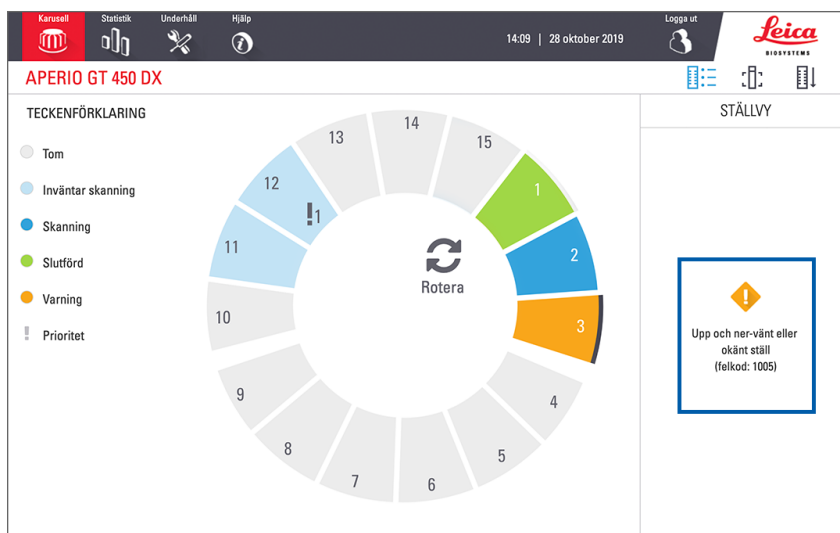 Karusell
Statistik
Underhåll
Hjälp
14:09 | 28 oktober 2019
Logga ut
Leica
BIOSYSTEMS
APERIO GT 450 DX
TECKENFÖRKLARING
Tom
Inväntar skanning
Skanning
Slutförd
Varning
Prioritet
13
14
15
12
!1
1
11
2
Rotera
10
3
9
4
8
5
7
6
STÄLLVY
Upp och ner-vänt eller
okänt ställ
(felkod: 1005)